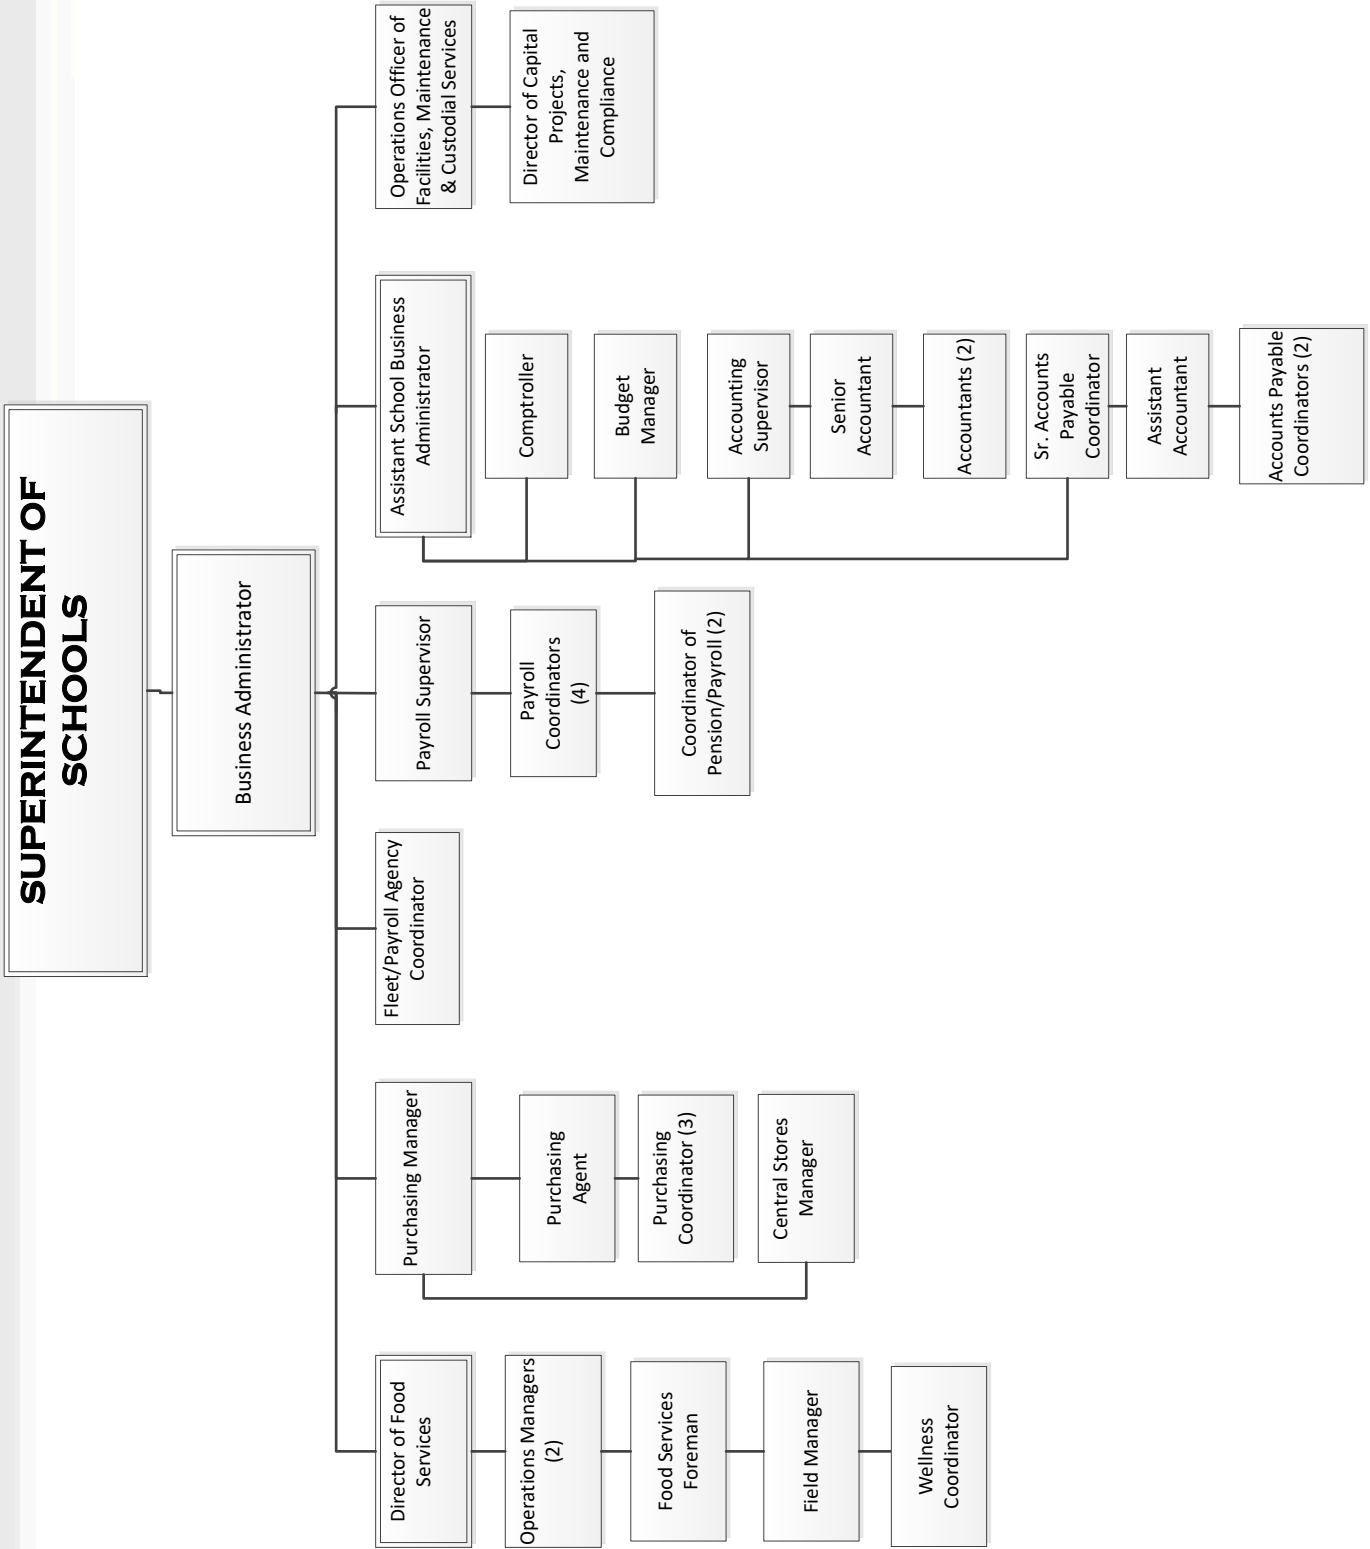 SUPERINTENDENT OF
SCHOOLS
Business Administrator
Director of Food
Services
Operations Managers
(2)
Food Services
Foreman
Field Manager
Wellness
Coordinator
Purchasing Manager
Purchasing
Agent
Purchasing
Coordinator (3)
Central Stores
Manager
Fleet/Payroll Agency
Coordinator
Payroll Supervisor
Payroll
Coordinators
(4)
Coordinator of
Pension/Payroll (2)
Assistant School Business
Administrator
Comptroller
Budget
Manager
Accounting
Supervisor
Senior
Accountant
Accountants (2)
Sr. Accounts
Payable
Coordinator
Assistant
Accountant
Accounts Payable
Coordinators (2)
Operations Officer of
Facilities, Maintenance
& Custodial Services
Director of Capital
Projects,
Maintenance and
Compliance